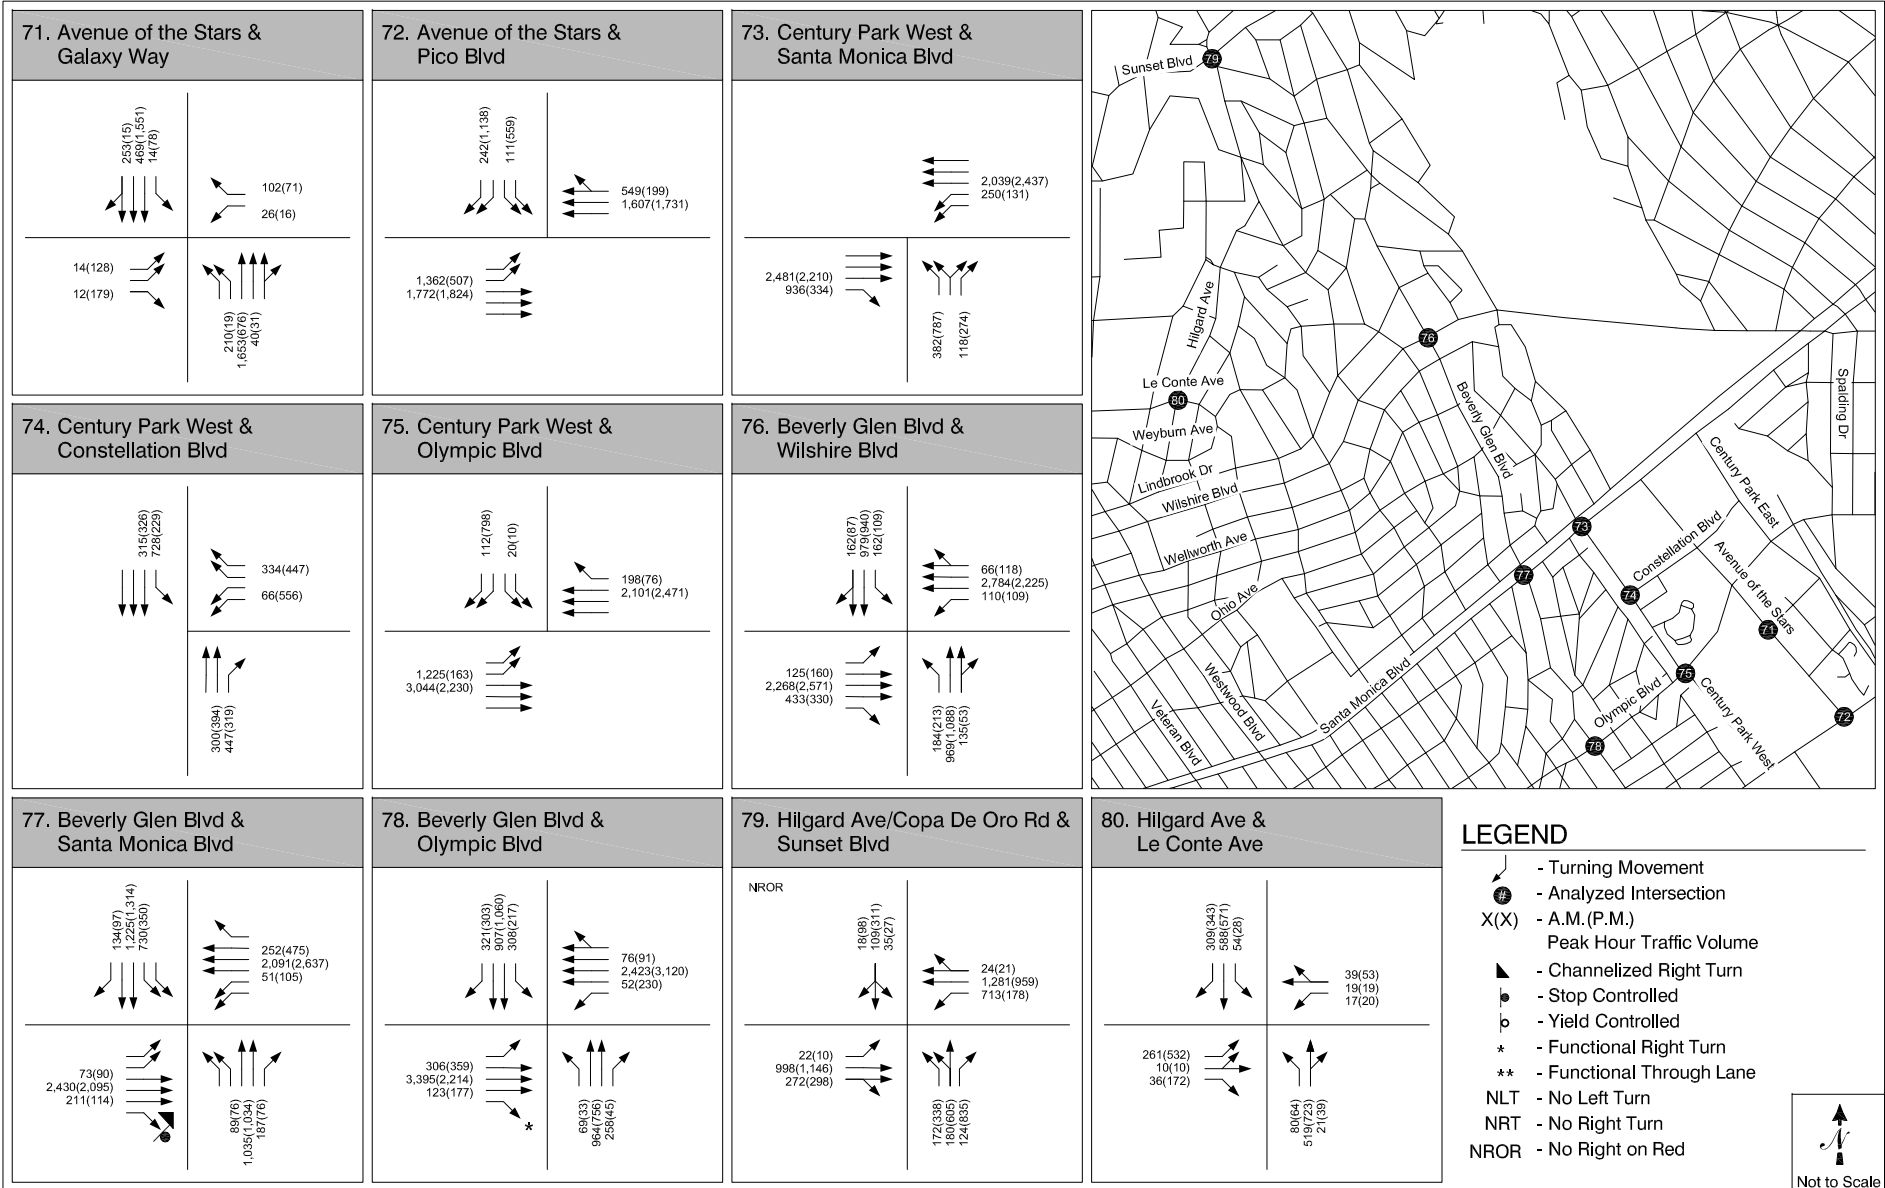 71. Avenue of the Stars &
Galaxy Way
253(15)
469(1,551)
14(78)
102(71)
26(16)
14(128)
12(179)
210(19)
1,653(676)
40(31)
72. Avenue of the Stars &
Pico Blvd
242(1,138)
111(559)
549(199)
1,607(1,731)
1,362(507)
1,772(1,824)
73. Century Park West &
Santa Monica Blvd
2,039(2,437)
250(131)
2,481(2,210)
936(334)
382(787)
118(274)
74. Century Park West &
Constellation Blvd
315(326)
728(229)
334(447)
66(556)
300(394)
447(319)
75. Century Park West &
Olympic Blvd
112(798)
20(10)
198(76)
2,101(2,471)
1,225(163)
3,044(2,230)
76. Beverly Glen Blvd &
Wilshire Blvd
162(87)
979(940)
162(109)
66(118)
2,784(2,225)
110(109)
125(160)
2,268(2,571)
433(330)
184(213)
969(1,088)
135(53)
77. Beverly Glen Blvd &
Santa Monica Blvd
134(97)
1,225(1,314)
730(350)
252(475)
2,091(2,637)
51(105)
73(90)
2,430(2,095)
211(114)
89(76)
1,035(1,034)
187(76)
78. Beverly Glen Blvd &
Olympic Blvd
321(303)
907(1,060)
308(217)
76(91)
2,423(3,120)
52(230)
306(359)
3,395(2,214)
123(177)
*
69(33)
964(756)
258(45)
79. Hilgard Ave/Copa De Oro Rd &
Sunset Blvd
NROR
18(98)
109(311)
35(27)
24(21)
1,281(959)
713(178)
22(10)
998(1,146)
272(298)
172(338)
180(605)
124(835)
80. Hilgard Ave &
Le Conte Ave
309(343)
588(571)
54(28)
39(53)
19(19)
17(20)
261(532)
10(10)
36(172)
80(64)
519(723)
21(39)
Sunset Blvd
79
Hilgard Ave
76
Le Conte Ave
80
Weyburn Ave
Beverly Glen Blvd
Spalding Dr
Lindbrook Dr
Wilshire Blvd
Century Park East
Wellworth Ave
73
Constellation Blvd
Avenue of the Stars
77
74
Ohio Ave
71
Santa Monica Blvd
Westwood Blvd
Veteran Blvd
75
Olympic Blvd
Century Park West
72
78
LEGEND
- Turning Movement
# - Analyzed Intersection
X(X) - A.M.(P.M.)
Peak Hour Traffic Volume
- Channelized Right Turn
- Stop Controlled
- Yield Controlled
* - Functional Right Turn
** - Functional Through Lane
NLT - No Left Turn
NRT - No Right Turn
NROR - No Right on Red
N
Not to Scale